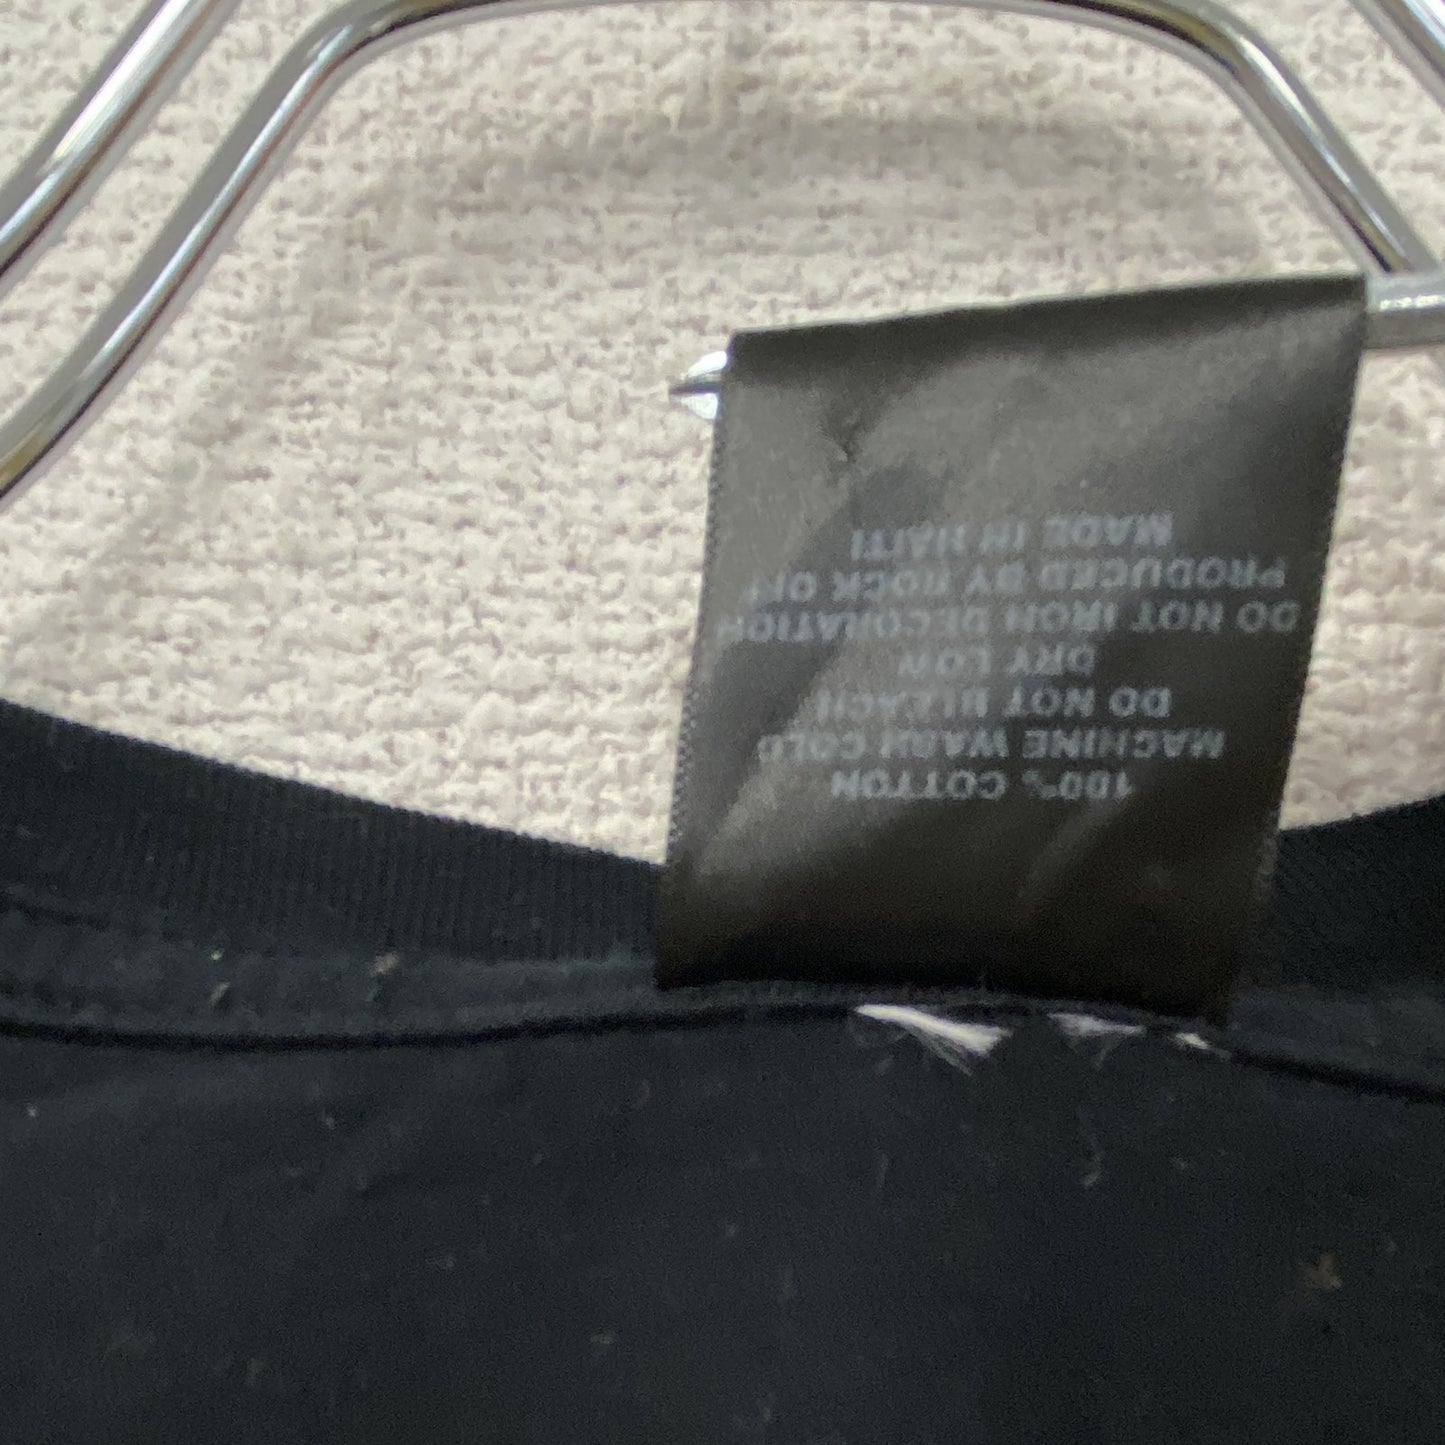 100% COTTON
MACHINE WASH COLD
DO NOT BLEACH
DRY LOW
DO NOT IRON DECORATION
PRODUCED BY ROCK OFF
MADE IN HAITI